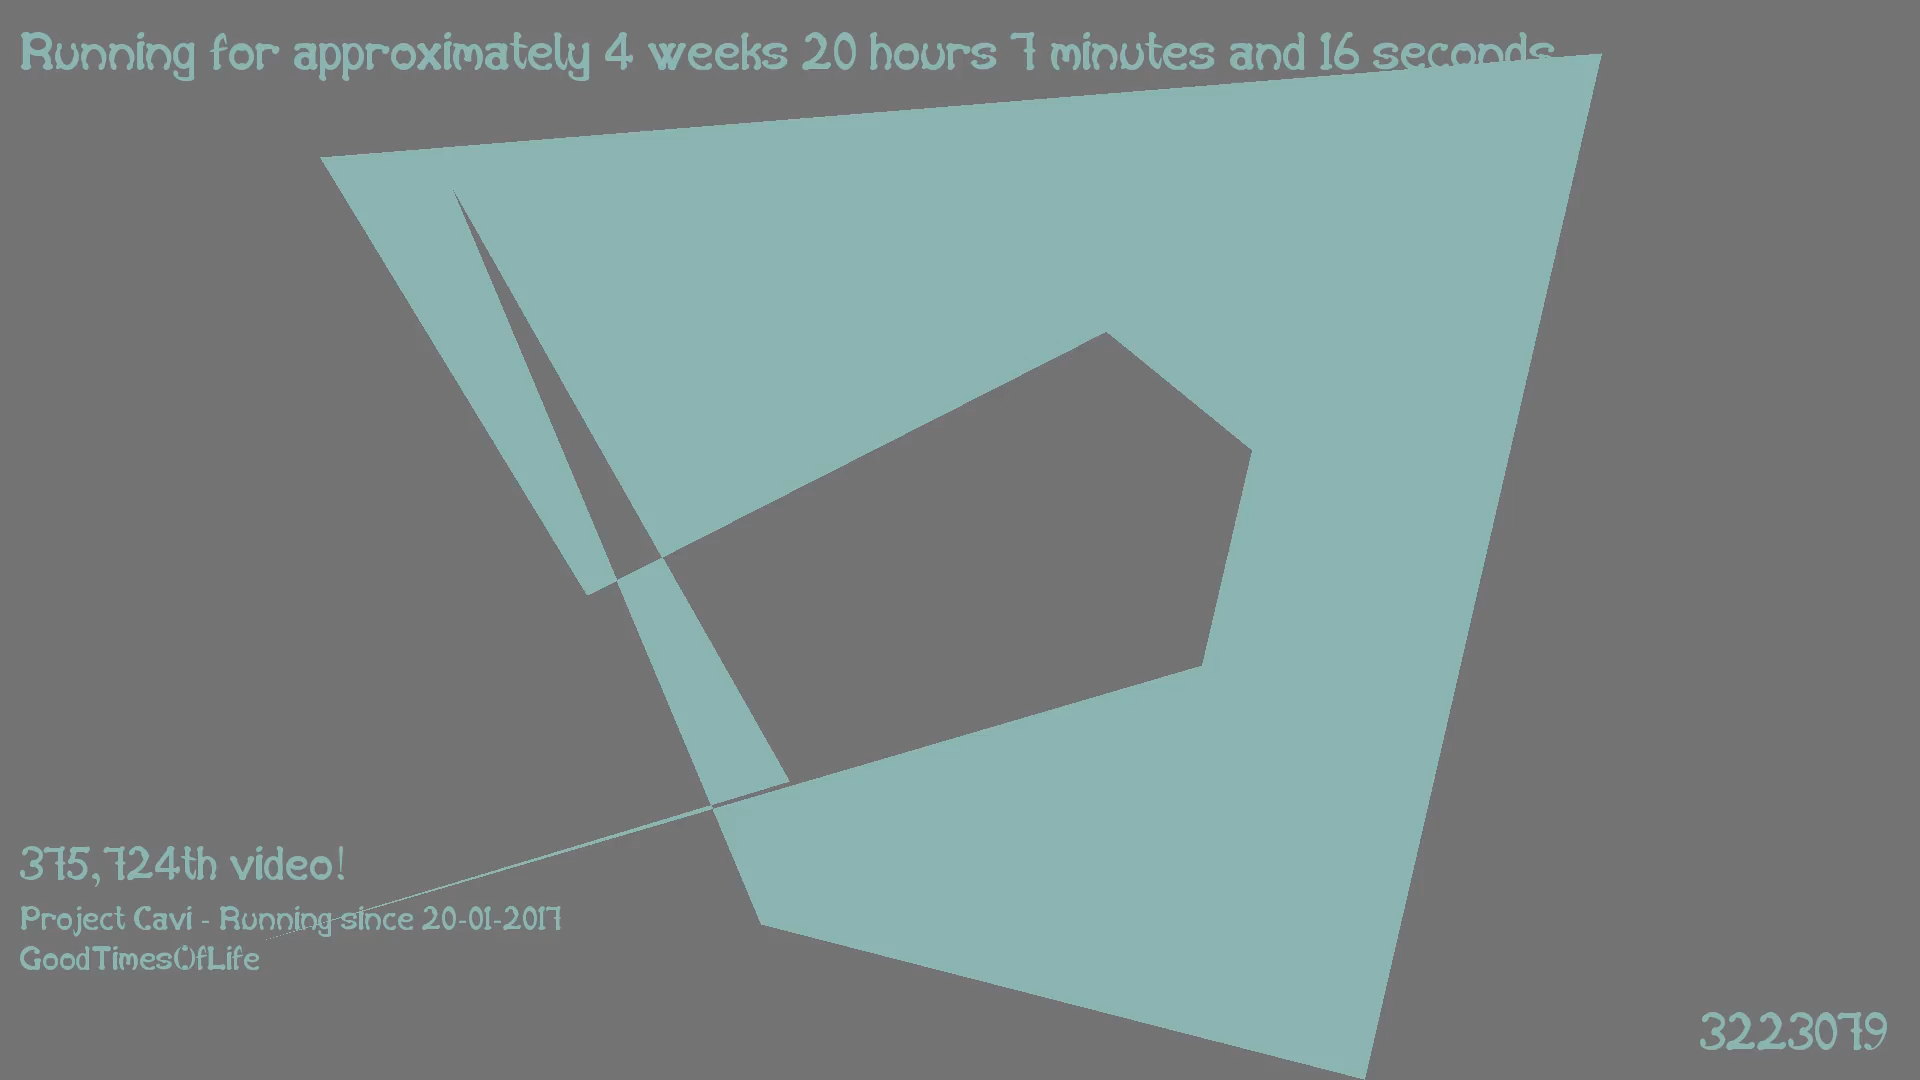 Running for approximately 4 weeks 20 hours 7 minutes and 16 seconds
375,724th video!
Project Cavi - Running since 20-01-2017
GoodTimesOfLife
3223079